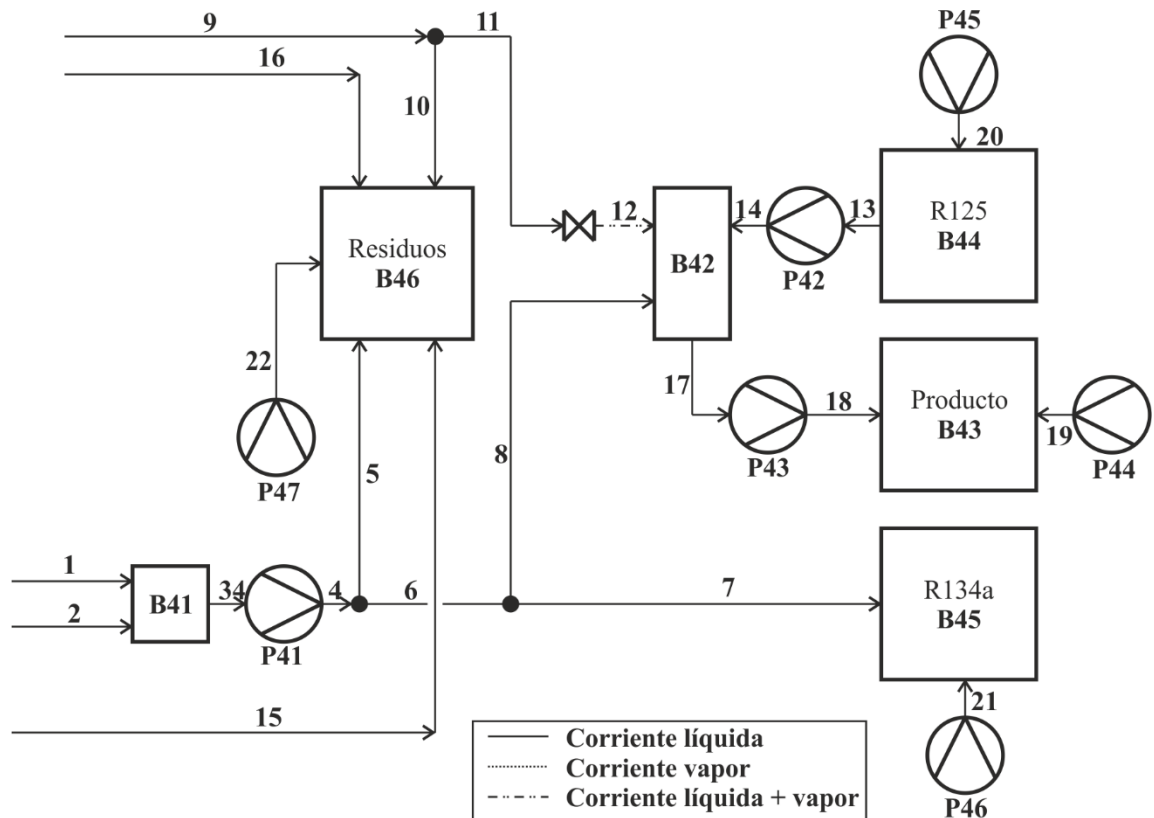 9
11
P45
16
10
20
12
14
13
R125
B44
Residuos
B46
B42
P42
22
17
18
Producto
B43
19
P47
5
8
P43
P44
1
34
4
6
7
R134a
B45
B41
2
P41
21
15
Corriente líquida
Corriente vapor
Corriente líquida + vapor
P46